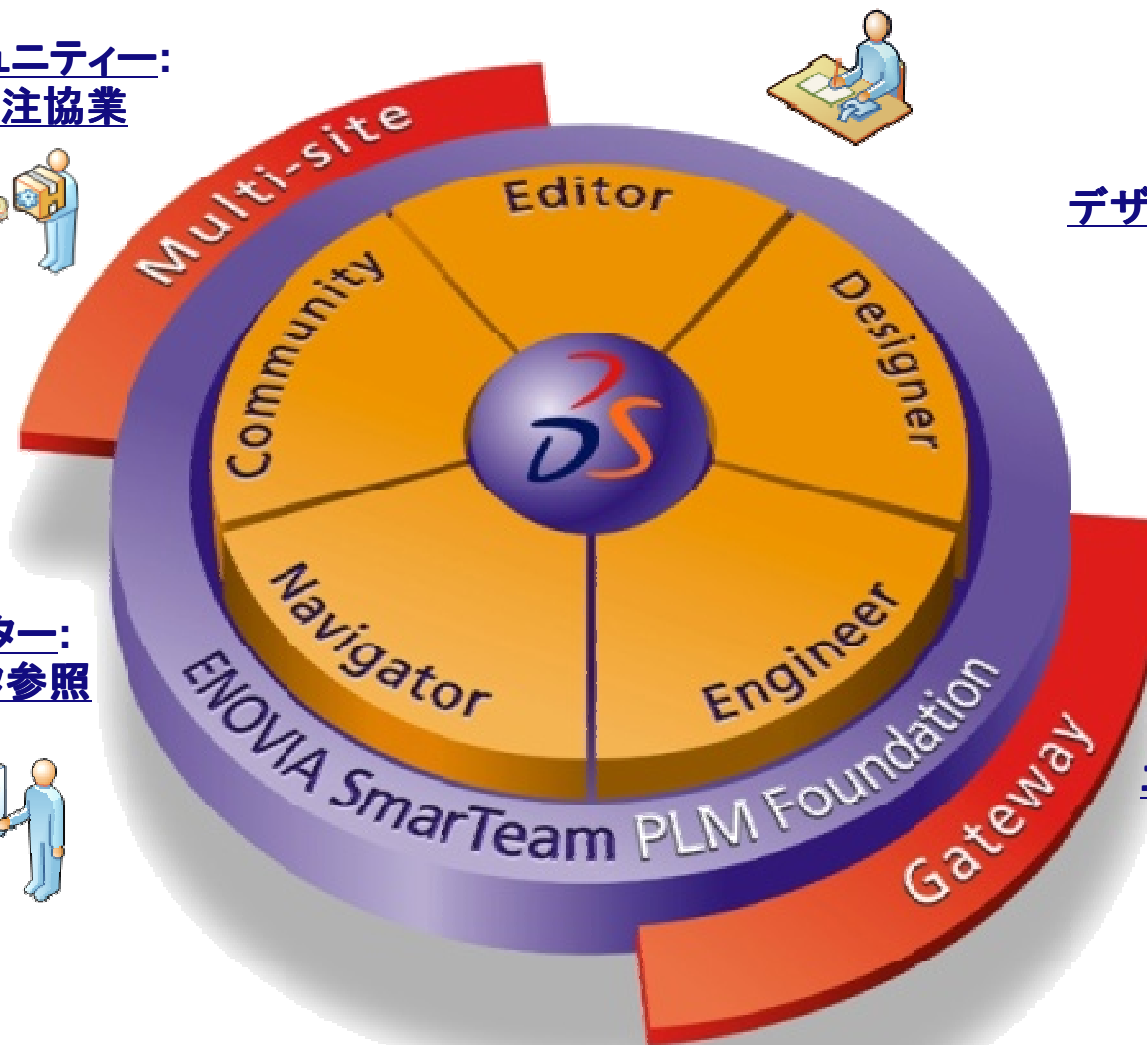 ュニティー:
注協業
Multi-site
Editor
デザ
Community
Designer
DS
Navigator
Engineer
ター:
参照
ENOVIA SmarTeam PLM Foundation
Gateway